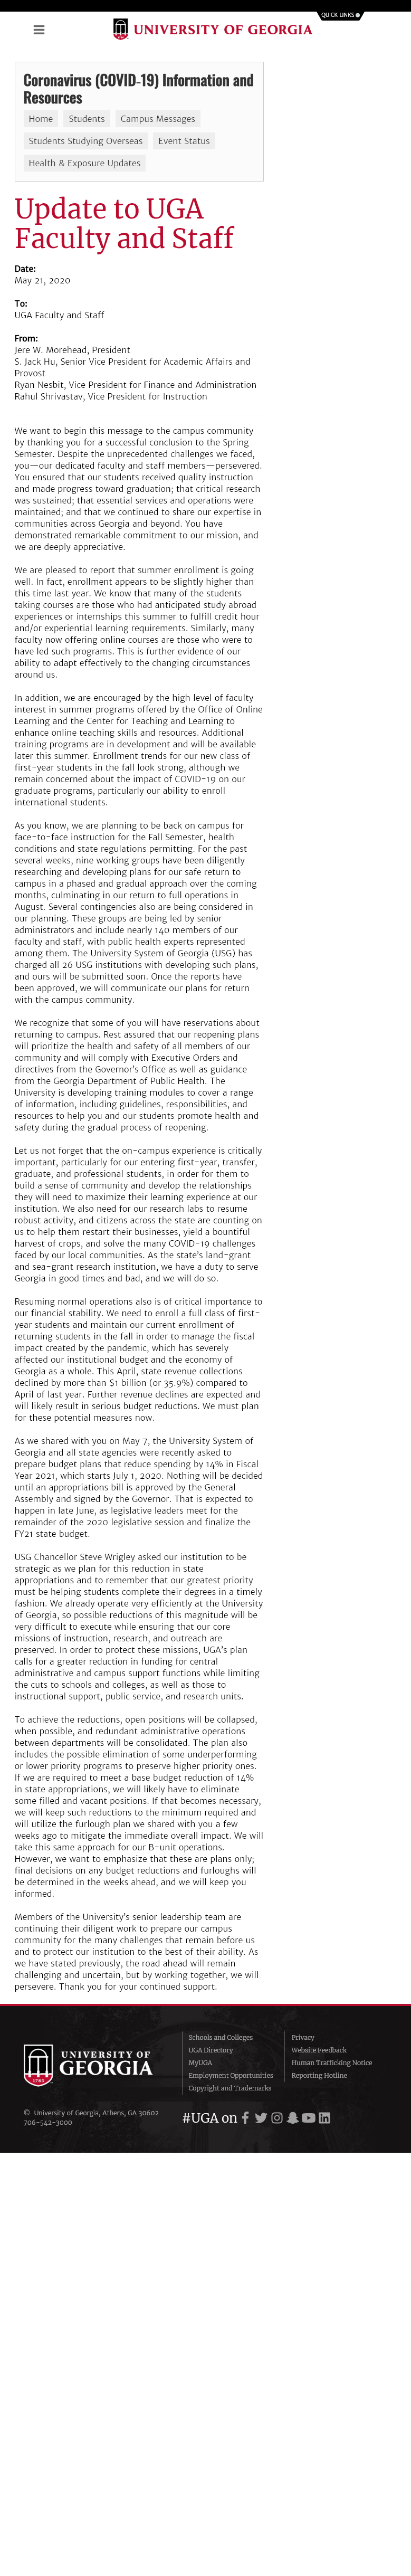 QUICK LINKS
UNIVERSITY OF GEORGIA
Coronavirus (COVID-19) Information and
Resources
Home Students Campus Messages
Students Studying Overseas Event Status
Health & Exposure Updates
Update to UGA
Faculty and Staff
Date:
May 21, 2020
To:
UGA Faculty and Staff
From:
Jere W. Morehead, President
S. Jack Hu, Senior Vice President for Academic Affairs and
Provost
Ryan Nesbit, Vice President for Finance and Administration
Rahul Shrivastav, Vice President for Instruction
We want to begin this message to the campus community
by thanking you for a successful conclusion to the Spring
Semester. Despite the unprecedented challenges we faced,
you—our dedicated faculty and staff members—persevered.
You ensured that our students received quality instruction
and made progress toward graduation; that critical research
was sustained; that essential services and operations were
maintained; and that we continued to share our expertise in
communities across Georgia and beyond. You have
demonstrated remarkable commitment to our mission, and
we are deeply appreciative.
We are pleased to report that summer enrollment is going
well. In fact, enrollment appears to be slightly higher than
this time last year. We know that many of the students
taking courses are those who had anticipated study abroad
experiences or internships this summer to fulfill credit hour
and/or experiential learning requirements. Similarly, many
faculty now offering online courses are those who were to
have led such programs. This is further evidence of our
ability to adapt effectively to the changing circumstances
around us.
In addition, we are encouraged by the high level of faculty
interest in summer programs offered by the Office of Online
Learning and the Center for Teaching and Learning to
enhance online teaching skills and resources. Additional
training programs are in development and will be available
later this summer. Enrollment trends for our new class of
first-year students in the fall look strong, although we
remain concerned about the impact of COVID-19 on our
graduate programs, particularly our ability to enroll
international students.
As you know, we are planning to be back on campus for
face-to-face instruction for the Fall Semester, health
conditions and state regulations permitting. For the past
several weeks, nine working groups have been diligently
researching and developing plans for our safe return to
campus in a phased and gradual approach over the coming
months, culminating in our return to full operations in
August. Several contingencies also are being considered in
our planning. These groups are being led by senior
administrators and include nearly 140 members of our
faculty and staff, with public health experts represented
among them. The University System of Georgia (USG) has
charged all 26 USG institutions with developing such plans,
and ours will be submitted soon. Once the reports have
been approved, we will communicate our plans for return
with the campus community.
We recognize that some of you will have reservations about
returning to campus. Rest assured that our reopening plans
will prioritize the health and safety of all members of our
community and will comply with Executive Orders and
directives from the Governor's Office as well as guidance
from the Georgia Department of Public Health. The
University is developing training modules to cover a range
of information, including guidelines, responsibilities, and
resources to help you and our students promote health and
safety during the gradual process of reopening.
Let us not forget that the on-campus experience is critically
important, particularly for our entering first-year, transfer,
graduate, and professional students, in order for them to
build a sense of community and develop the relationships
they will need to maximize their learning experience at our
institution. We also need for our research labs to resume
robust activity, and citizens across the state are counting on
us to help them restart their businesses, yield a bountiful
harvest of crops, and solve the many COVID-19 challenges
faced by our local communities. As the state's land-grant
and sea-grant research institution, we have a duty to serve
Georgia in good times and bad, and we will do so.
Resuming normal operations also is of critical importance to
our financial stability. We need to enroll a full class of first-
year students and maintain our current enrollment of
returning students in the fall in order to manage the fiscal
impact created by the pandemic, which has severely
affected our institutional budget and the economy of
Georgia as a whole. This April, state revenue collections
declined by more than $1 billion (or 35.9%) compared to
April of last year. Further revenue declines are expected and
will likely result in serious budget reductions. We must plan
for these potential measures now.
As we shared with you on May 7, the University System of
Georgia and all state agencies were recently asked to
prepare budget plans that reduce spending by 14% in Fiscal
Year 2021, which starts July 1, 2020. Nothing will be decided
until an appropriations bill is approved by the General
Assembly and signed by the Governor. That is expected to
happen in late June, as legislative leaders meet for the
remainder of the 2020 legislative session and finalize the
FY21 state budget.
USG Chancellor Steve Wrigley asked our institution to be
strategic as we plan for this reduction in state
appropriations and to remember that our greatest priority
must be helping students complete their degrees in a timely
fashion. We already operate very efficiently at the University
of Georgia, so possible reductions of this magnitude will be
very difficult to execute while ensuring that our core
missions of instruction, research, and outreach are
preserved. In order to protect these missions, UGA's plan
calls for a greater reduction in funding for central
administrative and campus support functions while limiting
the cuts to schools and colleges, as well as those to
instructional support, public service, and research units.
To achieve the reductions, open positions will be collapsed,
when possible, and redundant administrative operations
between departments will be consolidated. The plan also
includes the possible elimination of some underperforming
or lower priority programs to preserve higher priority ones.
If we are required to meet a base budget reduction of 14%
in state appropriations, we will likely have to eliminate
some filled and vacant positions. If that becomes necessary,
we will keep such reductions to the minimum required and
will utilize the furlough plan we shared with you a few
weeks ago to mitigate the immediate overall impact. We will
take this same approach for our B-unit operations.
However, we want to emphasize that these are plans only;
final decisions on any budget reductions and furloughs will
be determined in the weeks ahead, and we will keep you
informed.
Members of the University's senior leadership team are
continuing their diligent work to prepare our campus
community for the many challenges that remain before us
and to protect our institution to the best of their ability. As
we have stated previously, the road ahead will remain
challenging and uncertain, but by working together, we will
persevere. Thank you for your continued support.
UNIVERSITY OF
GEORGIA
Schools and Colleges
UGA Directory
MyUGA
Employment Opportunities
Copyright and Trademarks
Privacy
Website Feedback
Human Trafficking Notice
Reporting Hotline
© University of Georgia, Athens, GA 30602
706-542-3000
#UGA on